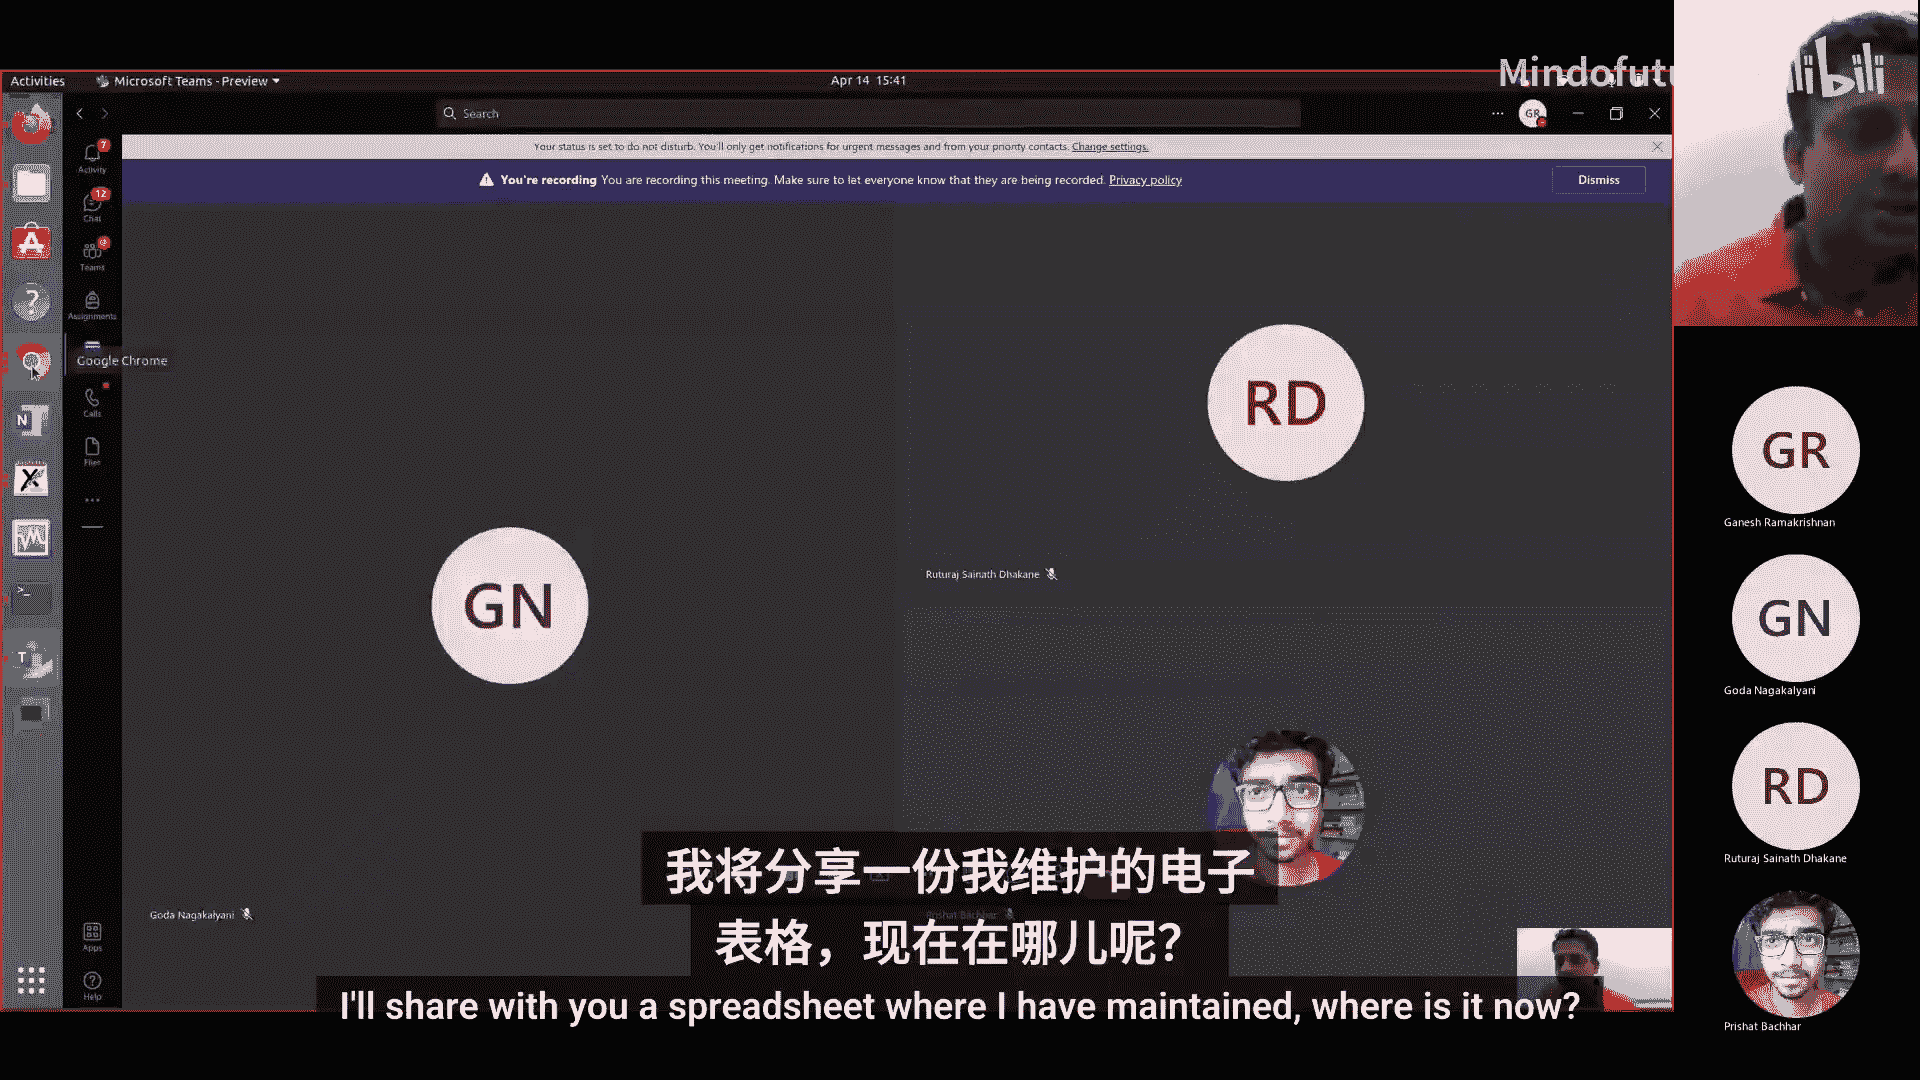 Mindofutu
bilibili
Activities
Microsoft Teams - Preview
Apr 14 15:41
Search
GR
Your status is set to do not disturb. You'll only get notifications for urgent messages and from your priority contacts. Change settings.
You're recording You are recording this meeting. Make sure to let everyone know that they are being recorded. Privacy policy
Dismiss
7
Activity
12
Chat
Teams
Assignments
Google Chrome
Calls
Files
Apps
Help
GN
Goda Nagakalyani
RD
Ruturaj Sainath Dhakane
Prishat Bachhar
GR
Ganesh Ramakrishnan
GN
Goda Nagakalyani
RD
Ruturaj Sainath Dhakane
Prishat Bachhar
我将分享一份我维护的电子
表格，现在在哪儿呢？
I'll share with you a spreadsheet where I have maintained, where is it now?